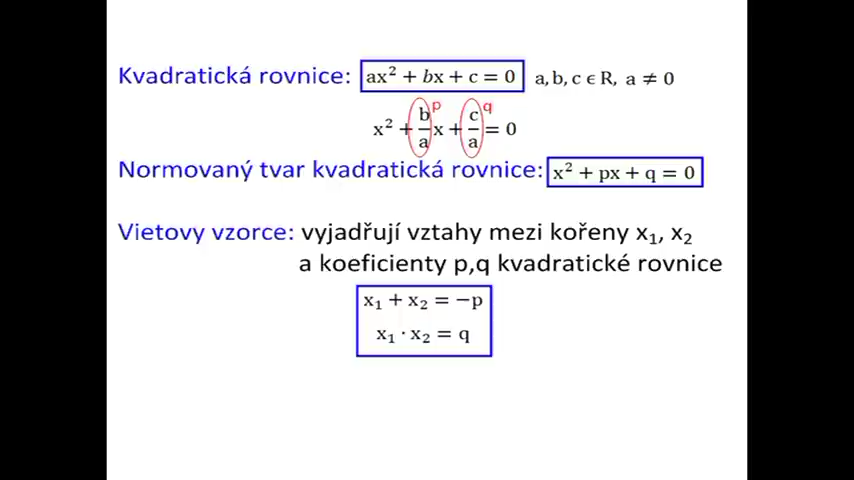 Kvadratická rovnice: ax² + bx + c = 0 a, b, c ϵ R, a ≠ 0
x² + b/a p x + c/a q = 0
Normovaný tvar kvadratická rovnice: x² + px + q = 0
Vietovy vzorce: vyjadřují vztahy mezi kořeny x₁, x₂
a koeficienty p,q kvadratické rovnice
x₁ + x₂ = −p
x₁ · x₂ = q